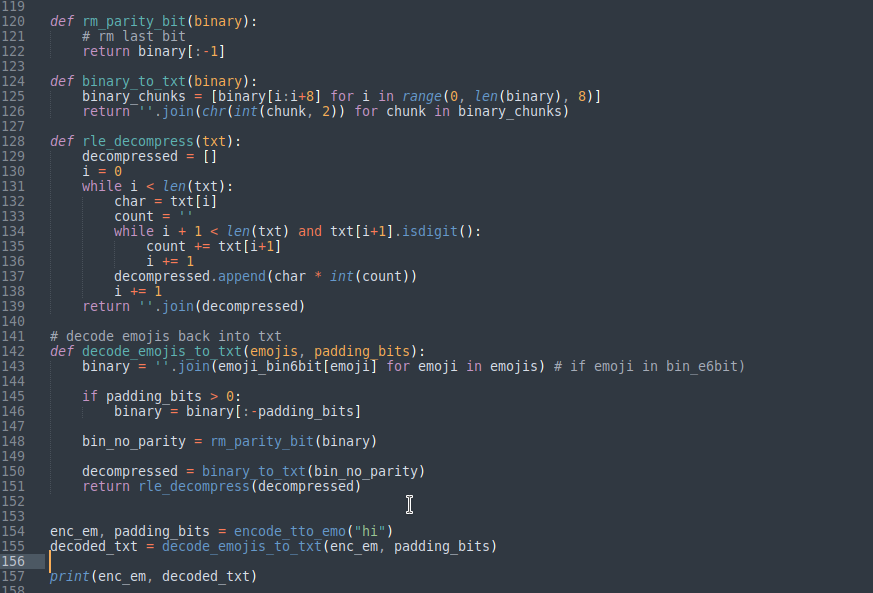 119
120 def rm_parity_bit(binary):
121     # rm last bit
122     return binary[:-1]
123
124 def binary_to_txt(binary):
125     binary_chunks = [binary[i:i+8] for i in range(0, len(binary), 8)]
126     return ''.join(chr(int(chunk, 2)) for chunk in binary_chunks)
127
128 def rle_decompress(txt):
129     decompressed = []
130     i = 0
131     while i < len(txt):
132         char = txt[i]
133         count = ''
134         while i + 1 < len(txt) and txt[i+1].isdigit():
135             count += txt[i+1]
136             i += 1
137         decompressed.append(char * int(count))
138         i += 1
139     return ''.join(decompressed)
140
141 # decode emojis back into txt
142 def decode_emojis_to_txt(emojis, padding_bits):
143     binary = ''.join(emoji_bin6bit[emoji] for emoji in emojis) # if emoji in bin_e6bit)
144
145     if padding_bits > 0:
146         binary = binary[:-padding_bits]
147
148     bin_no_parity = rm_parity_bit(binary)
149
150     decompressed = binary_to_txt(bin_no_parity)
151     return rle_decompress(decompressed)
152
153
154 enc_em, padding_bits = encode_tto_emo("hi")
155 decoded_txt = decode_emojis_to_txt(enc_em, padding_bits)
156
157 print(enc_em, decoded_txt)
158